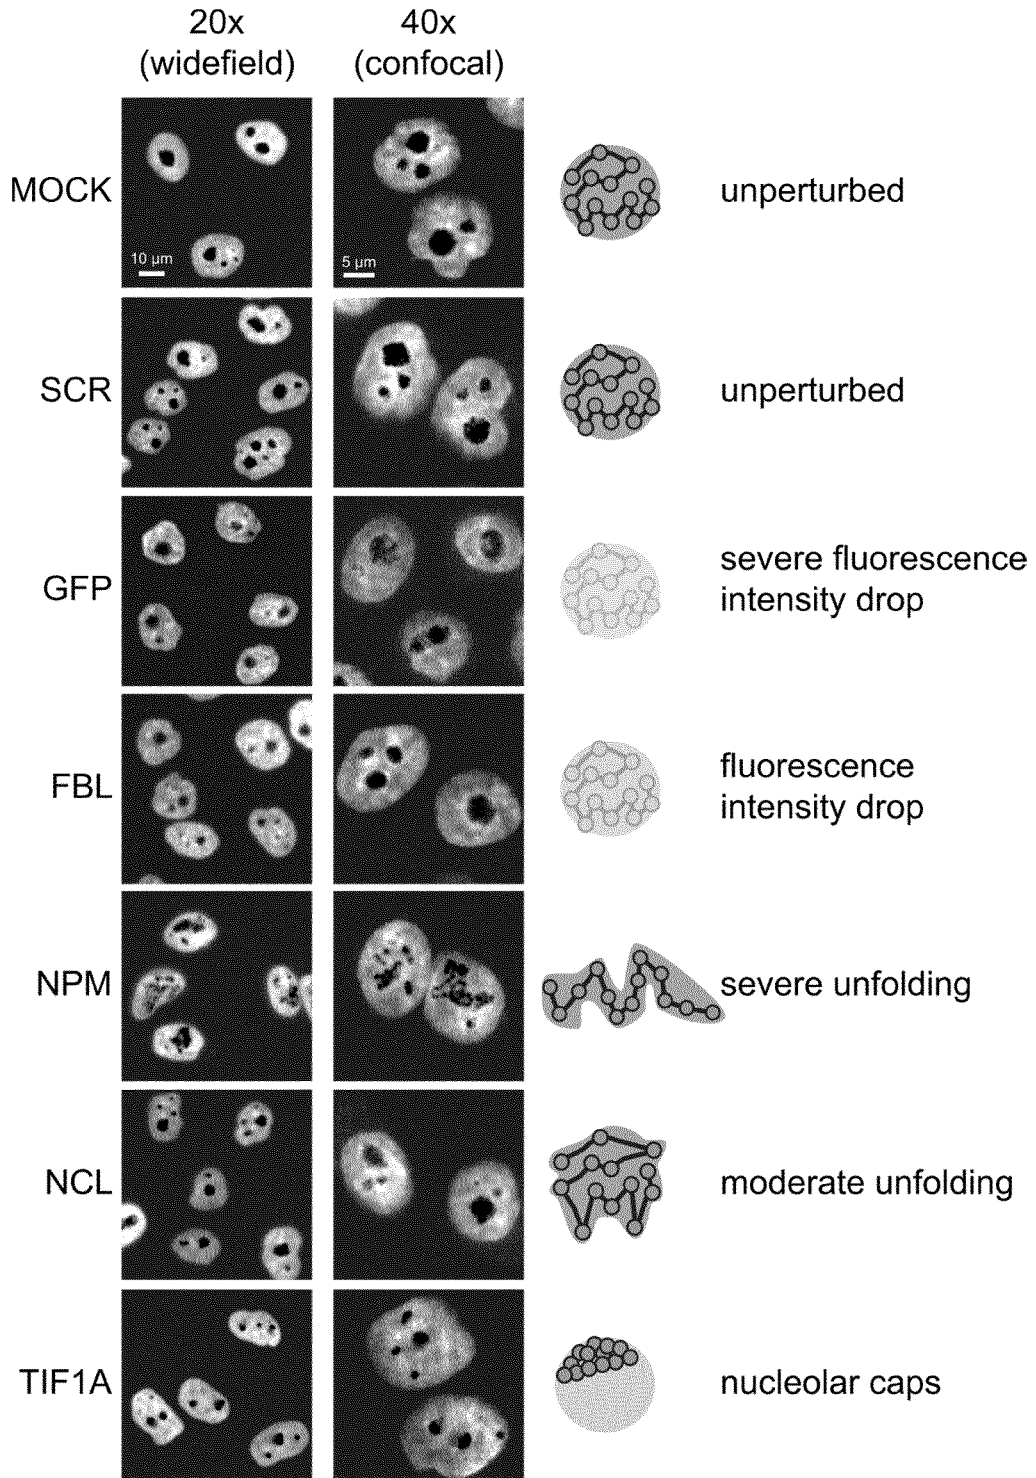 20x
(widefield)
40x
(confocal)
MOCK
10 µm
5 µm
unperturbed
SCR
unperturbed
GFP
severe fluorescence
intensity drop
FBL
fluorescence
intensity drop
NPM
severe unfolding
NCL
moderate unfolding
TIF1A
nucleolar caps